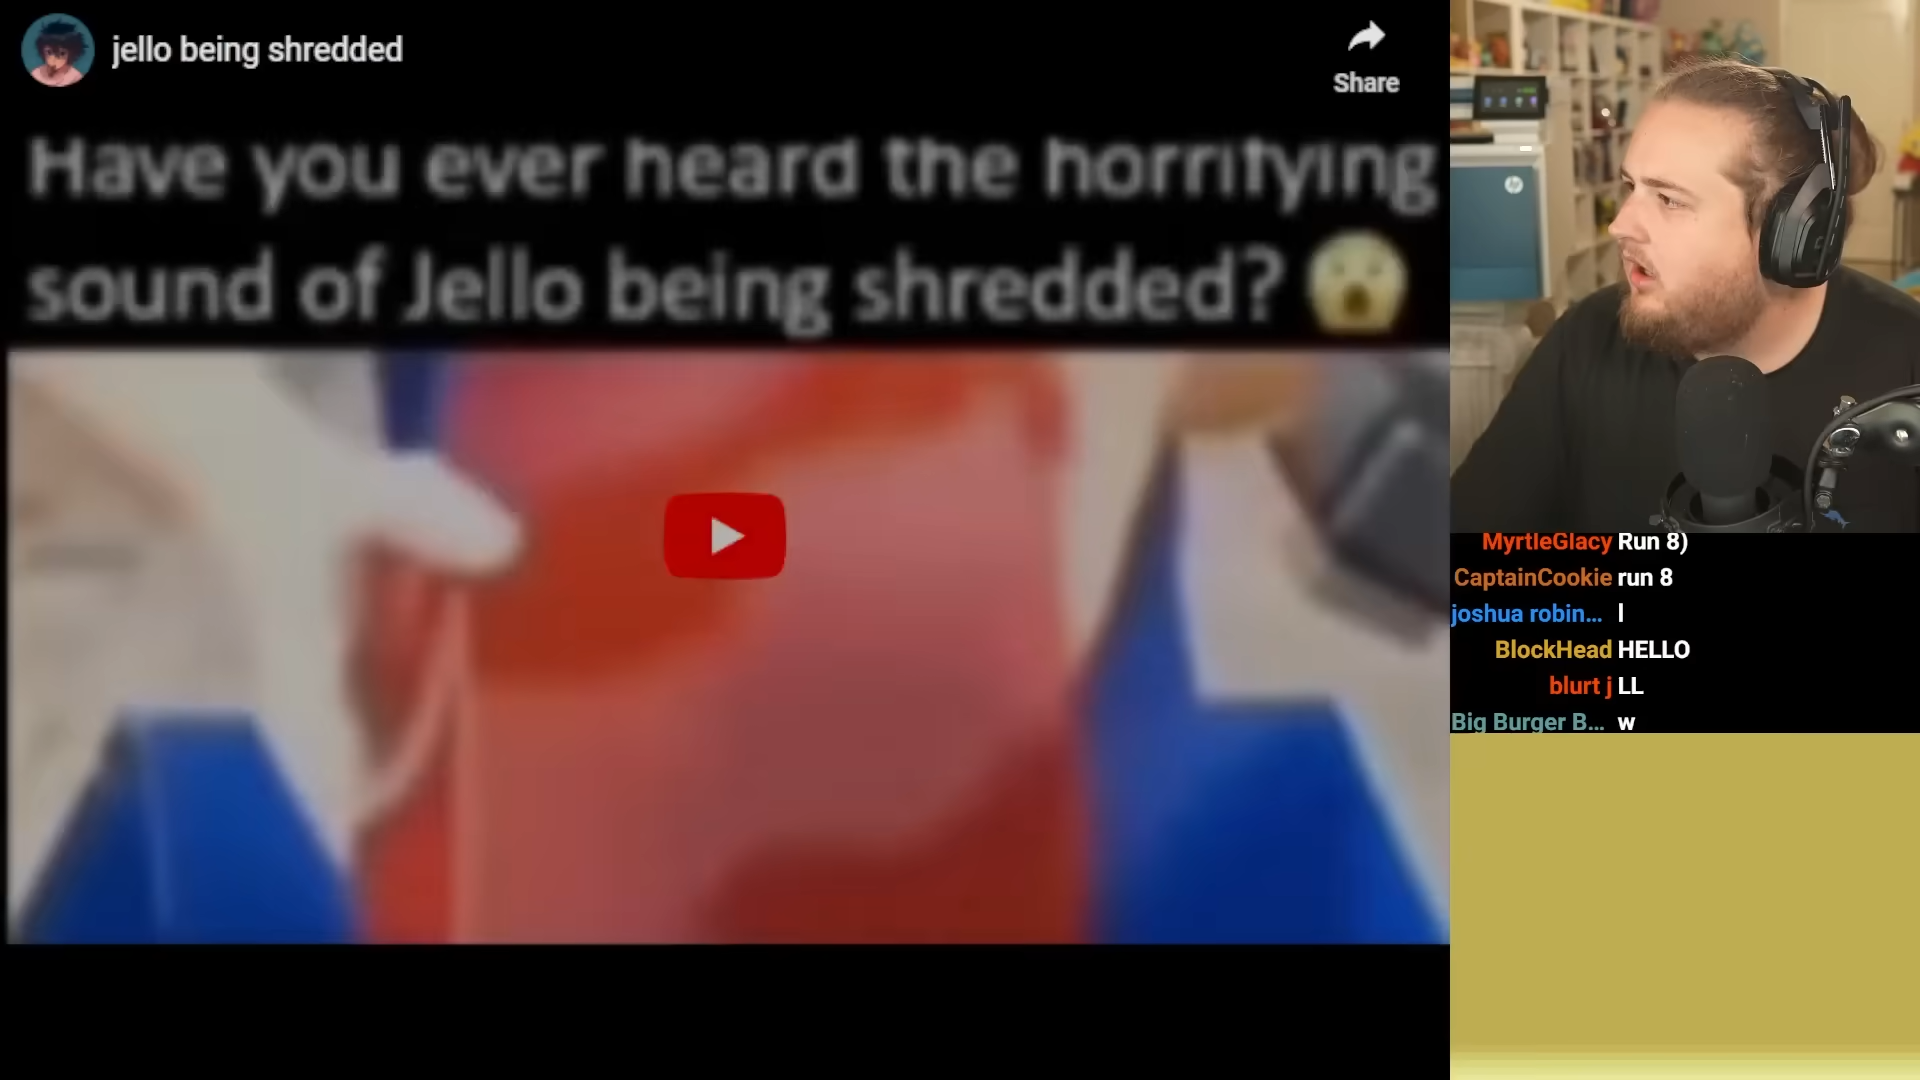 jello being shredded
Share
Have you ever heard the horrifying
sound of Jello being shredded? 😱
hp
MyrtleGlacy Run 8)
CaptainCookie run 8
joshua robin... l
BlockHead HELLO
blurt j LL
Big Burger B... w